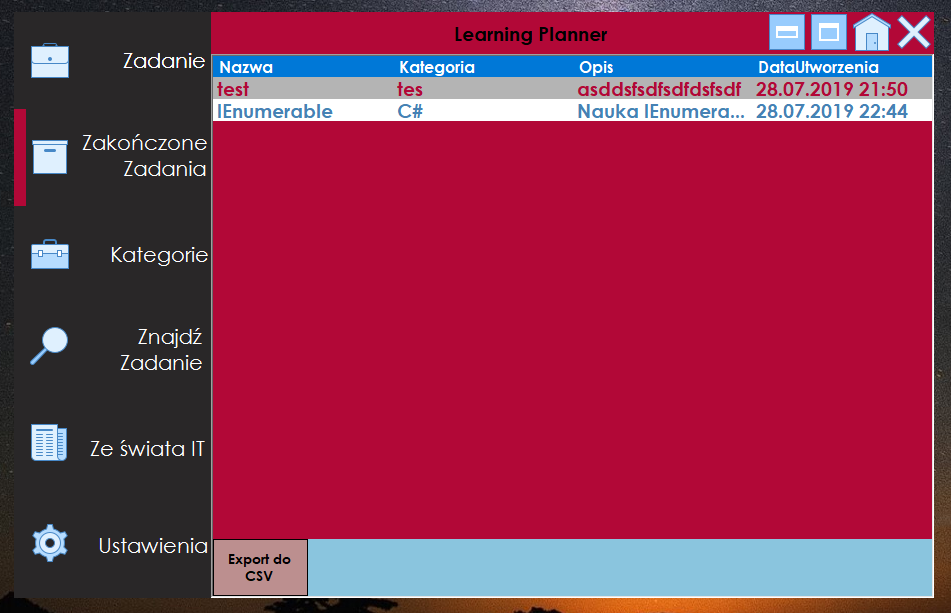 Learning Planner
Zadanie
Zakończone
Zadania
Kategorie
Znajdź
Zadanie
Ze świata IT
Ustawienia
Nazwa Kategoria Opis DataUtworzenia
test tes asddsfsdfsdfdsfsdf 28.07.2019 21:50
IEnumerable C# Nauka IEnumera... 28.07.2019 22:44
Export do
CSV